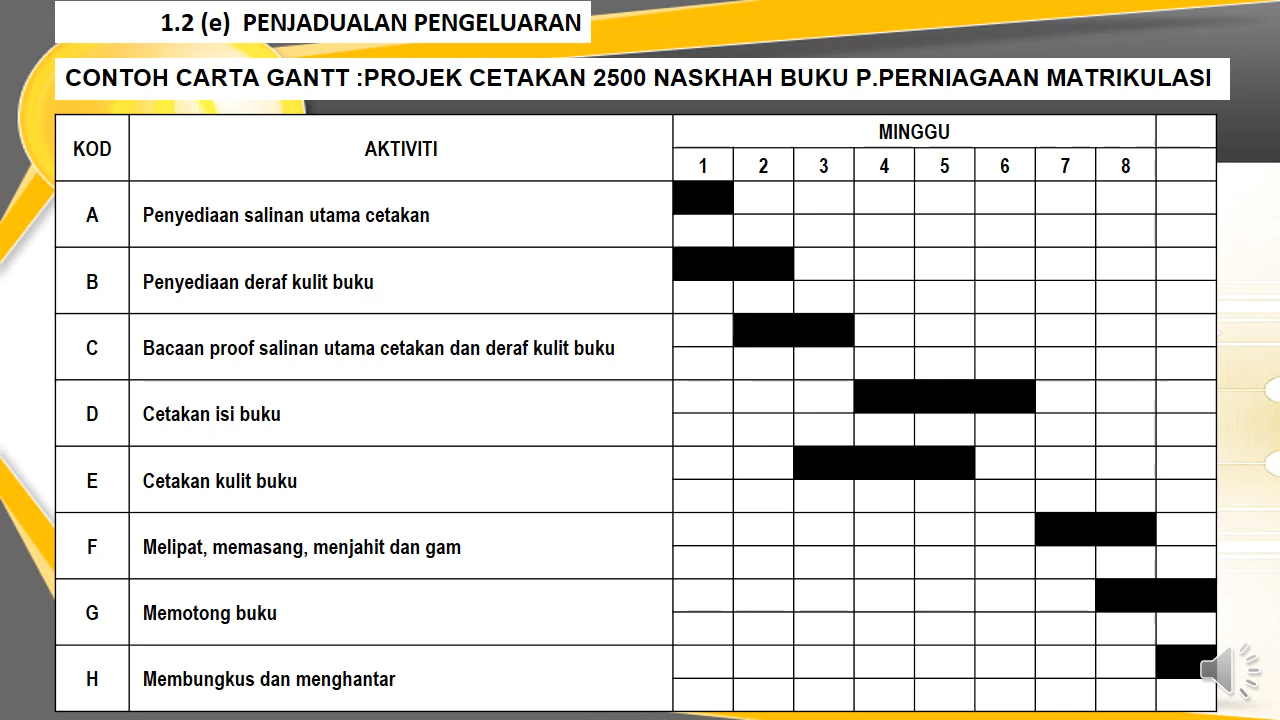 1.2 (e) PENJADUALAN PENGELUARAN
CONTOH CARTA GANTT :PROJEK CETAKAN 2500 NASKHAH BUKU P.PERNIAGAAN MATRIKULASI
KOD AKTIVITI MINGGU
1 2 3 4 5 6 7 8
A Penyediaan salinan utama cetakan
B Penyediaan deraf kulit buku
C Bacaan proof salinan utama cetakan dan deraf kulit buku
D Cetakan isi buku
E Cetakan kulit buku
F Melipat, memasang, menjahit dan gam
G Memotong buku
H Membungkus dan menghantar